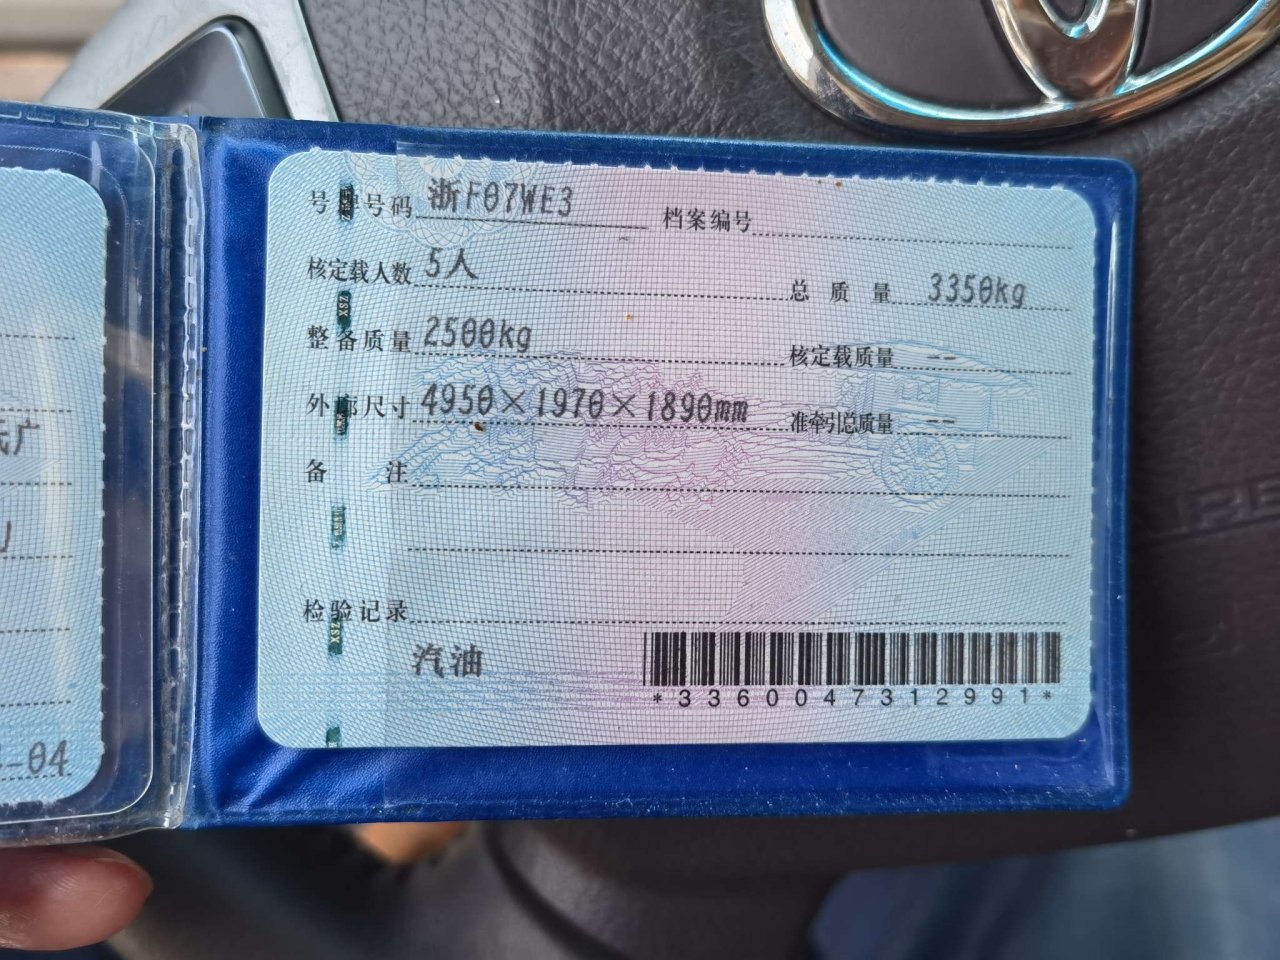 号牌号码 浙F07WE3 档案编号
核定载人数 5人 总质量 3350kg
整备质量 2500kg 核定载质量 --
外廓尺寸 4950×1970×1890mm 准牵引总质量 --
备注
检验记录
汽油
*3360047312991*
-04